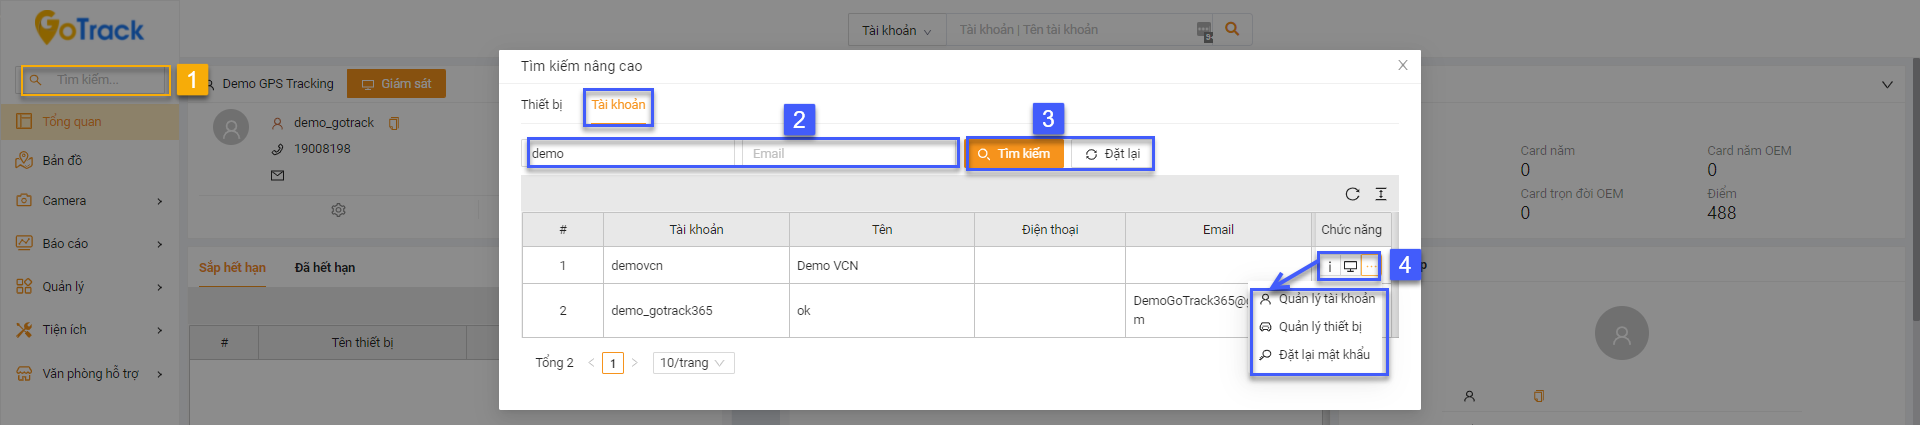 GoTrack
Tài khoản
Tài khoản | Tên tài khoản
5+
Tìm kiếm...
1
Demo GPS Tracking
Giám sát
demo_gotrack
19008198
Tổng quan
Bản đồ
Camera
Báo cáo
Quản lý
Tiện ích
Văn phòng hỗ trợ
Sắp hết hạn
Đã hết hạn
#
Tên thiết bị
Tìm kiếm nâng cao
X
Thiết bị
Tài khoản
2
3
demo
Email
Tìm kiếm
Đặt lại
# Tài khoản Tên Điện thoại Email Chức năng
1 demovcn Demo VCN
i
4
2 demo_gotrack365 ok DemoGoTrack365@g
m
Quản lý tài khoản
Quản lý thiết bị
Đặt lại mật khẩu
Tổng 2 < 1 > 10/trang
Card năm
0
Card năm OEM
0
Card trọn đời OEM
0
Điểm
488
p